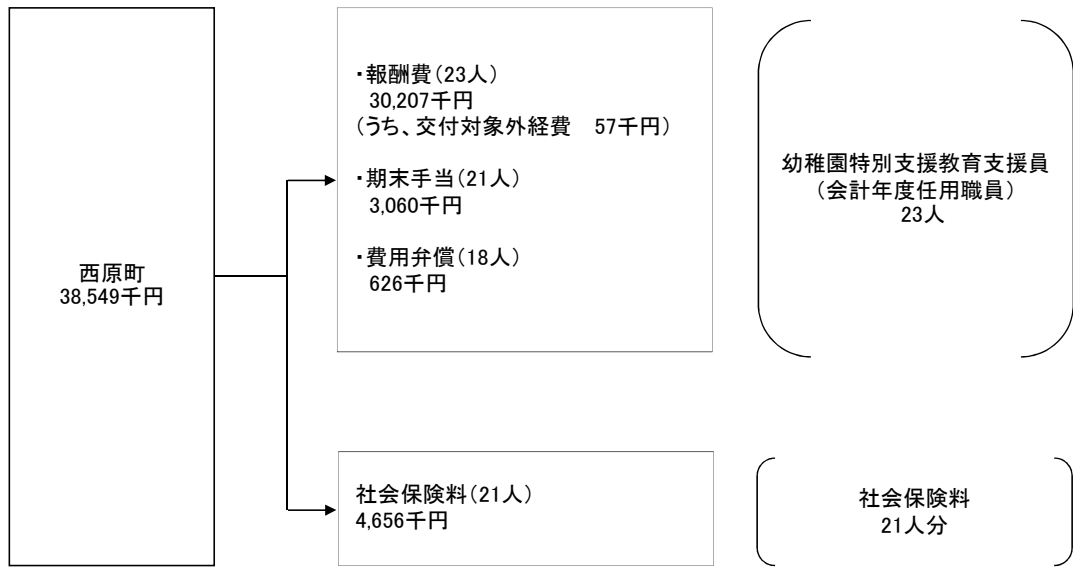 西原町
38,549千円
・報酬費（23人）
30,207千円
（うち、交付対象外経費　57千円）
・期末手当（21人）
3,060千円
・費用弁償（18人）
626千円
幼稚園特別支援教育支援員
（会計年度任用職員）
23人
社会保険料（21人）
4,656千円
社会保険料
21人分